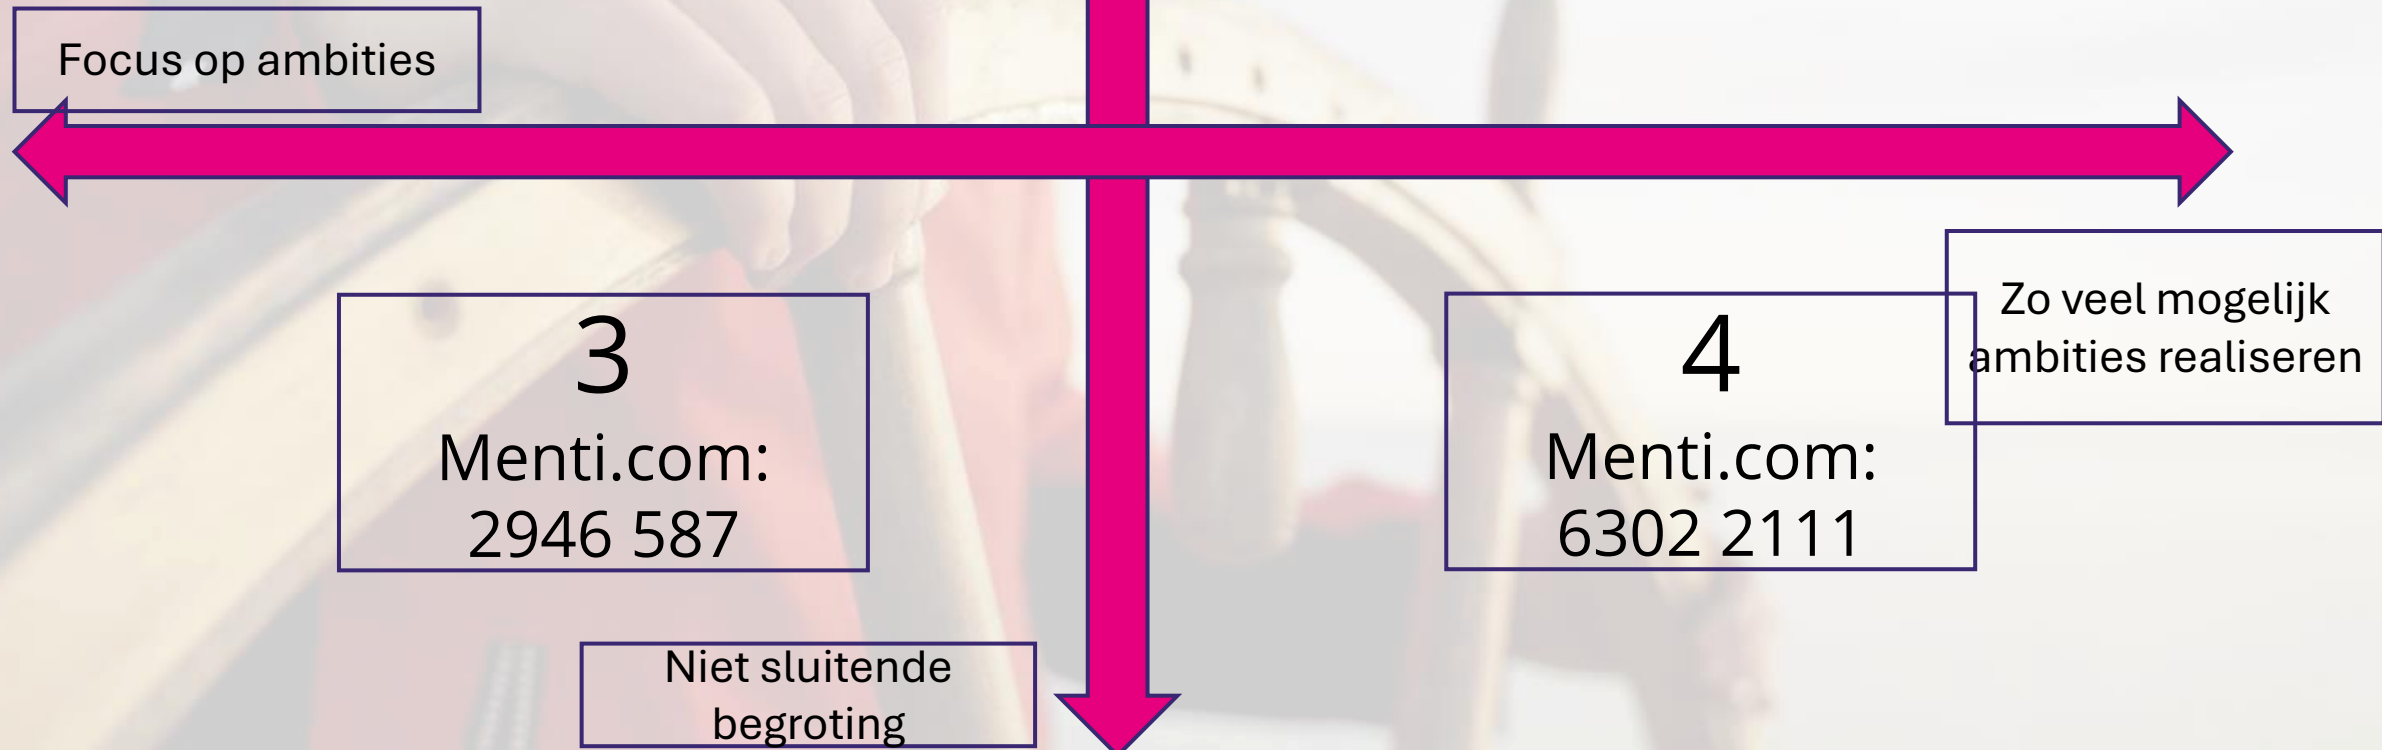 Focus op ambities
3
Menti.com:
2946 587
4
Menti.com:
6302 2111
Zo veel mogelijk
ambities realiseren
Niet sluitende
begroting